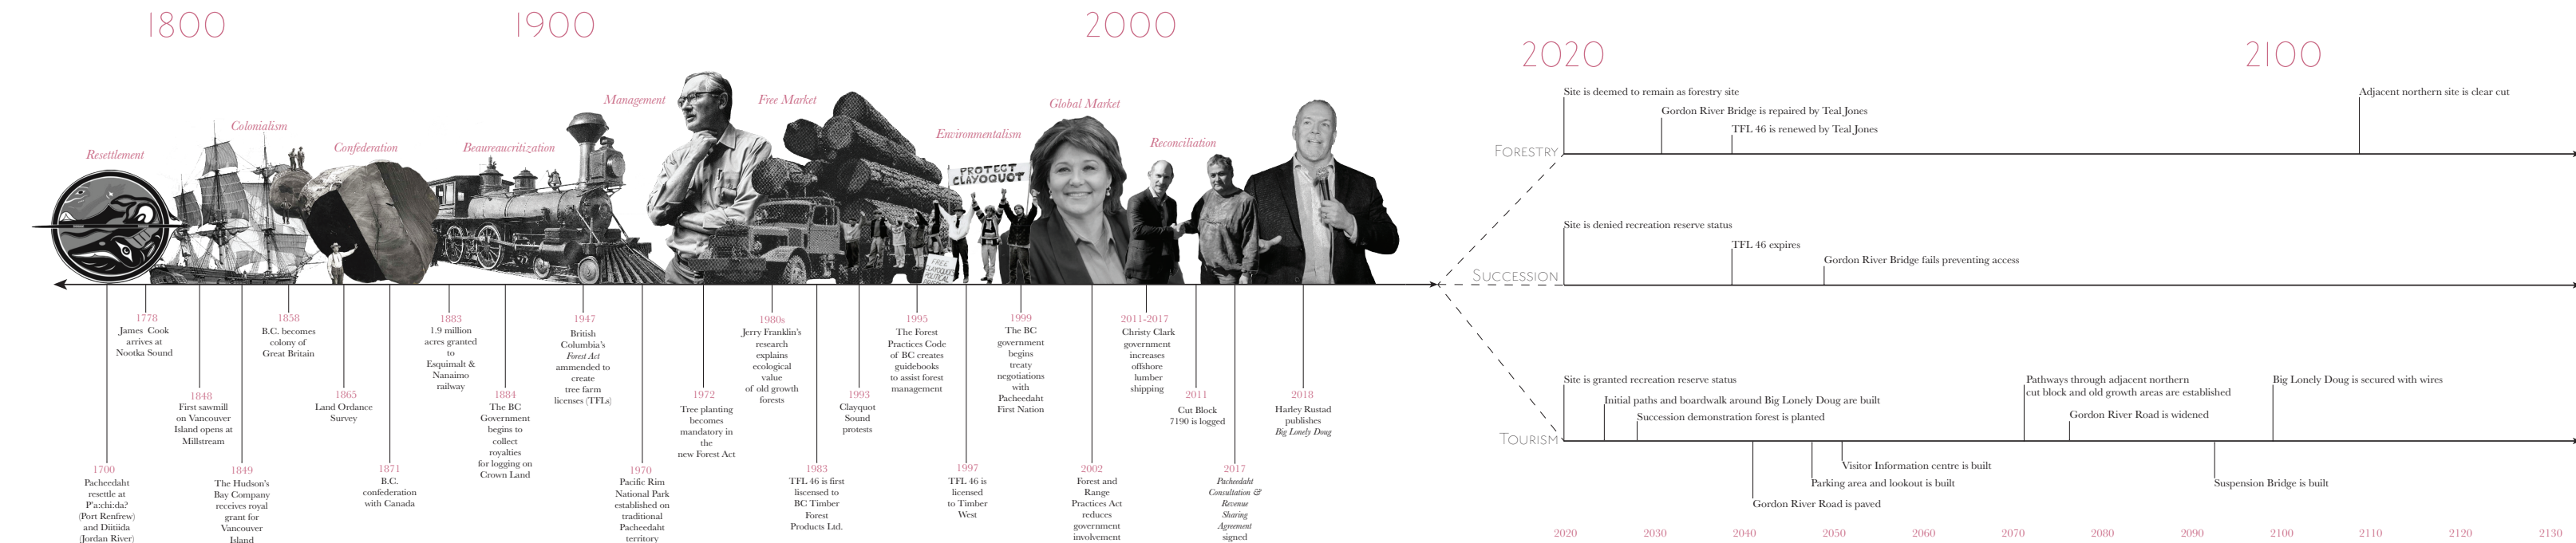 1800
1900
2000
2020
2100
Resettlement
Colonialism
Confederation
Beaureaucritization
Management
Free Market
Environmentalism
Global Market
Reconciliation
PROTECT
CLAYOQUOT
FREE
CLAYOQUOT
POLITICAL
1700
Pacheedaht
resettle at
P'a:chi:da?
(Port Renfrew)
and Diitiida
(Jordan River)
1778
James Cook
arrives at
Nootka Sound
1848
First sawmill
on Vancouver
Island opens at
Millstream
1849
The Hudson's
Bay Company
receives royal
grant for
Vancouver
Island
1858
B.C. becomes
colony of
Great Britain
1865
Land Ordance
Survey
1871
B.C.
confederation
with Canada
1883
1.9 million
acres granted
to
Esquimalt &
Nanaimo
railway
1884
The BC
Government
begins to
collect
royalties
for logging on
Crown Land
1947
British
Columbia's
Forest Act
ammended to
create
tree farm
licenses (TFLs)
1970
Pacific Rim
National Park
established on
traditional
Pacheedaht
territory
1972
Tree planting
becomes
mandatory in
the
new Forest Act
1980s
Jerry Franklin's
research
explains
ecological
value
of old growth
forests
1983
TFL 46 is first
liscensed to
BC Timber
Forest
Products Ltd.
1993
Clayquot
Sound
protests
1995
The Forest
Practices Code
of BC creates
guidebooks
to assist forest
management
1997
TFL 46 is
licensed
to Timber
West
1999
The BC
government
begins
treaty
negotiations
with
Pacheedaht
First Nation
2002
Forest and
Range
Practices Act
reduces
government
involvement
2011-2017
Christy Clark
government
increases
offshore
lumber
shipping
2011
Cut Block
7190 is logged
2017
Pacheedaht
Consultation &
Revenue
Sharing
Agreement
signed
2018
Harley Rustad
publishes
Big Lonely Doug
FORESTRY
Site is deemed to remain as forestry site
Gordon River Bridge is repaired by Teal Jones
TFL 46 is renewed by Teal Jones
Adjacent northern site is clear cut
SUCCESSION
Site is denied recreation reserve status
TFL 46 expires
Gordon River Bridge fails preventing access
TOURISM
Site is granted recreation reserve status
Initial paths and boardwalk around Big Lonely Doug are built
Succession demonstration forest is planted
Pathways through adjacent northern
cut block and old growth areas are established
Gordon River Road is widened
Big Lonely Doug is secured with wires
Visitor Information centre is built
Parking area and lookout is built
Gordon River Road is paved
Suspension Bridge is built
2020
2030
2040
2050
2060
2070
2080
2090
2100
2110
2120
2130